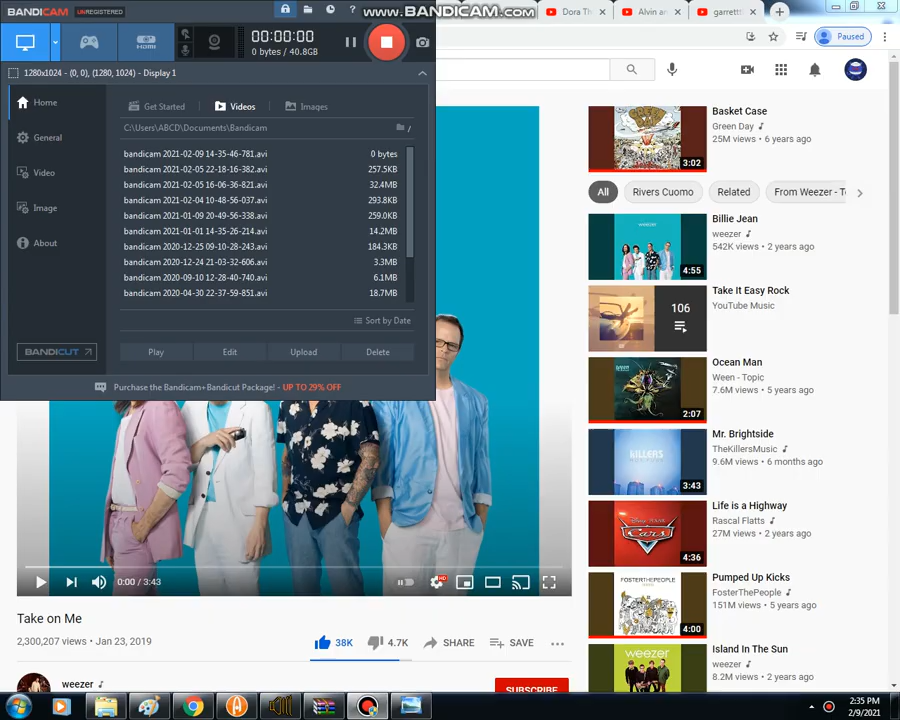 BANDICAM UNREGISTERED
WWW.BANDICAM.COM
Dora Th
Alvin an
garrettf
00:00:00
0 bytes / 40.8GB
HDMI
Paused
1280x1024 - (0, 0), (1280, 1024) - Display 1
Home
General
Video
Image
About
BANDICUT
Get Started
Videos
Images
C:\Users\ABCD\Documents\Bandicam
bandicam 2021-02-09 14-35-46-781.avi 0 bytes
bandicam 2021-02-05 22-18-16-382.avi 257.5KB
bandicam 2021-02-05 16-06-36-821.avi 32.4MB
bandicam 2021-02-04 10-48-56-037.avi 293.8KB
bandicam 2021-01-09 20-49-56-338.avi 259.0KB
bandicam 2021-01-01 14-35-26-214.avi 14.2MB
bandicam 2020-12-25 09-10-28-243.avi 184.3KB
bandicam 2020-12-24 21-03-32-606.avi 3.3MB
bandicam 2020-09-10 12-28-40-740.avi 6.1MB
bandicam 2020-04-30 22-37-59-851.avi 18.7MB
Sort by Date
Play Edit Upload Delete
Purchase the Bandicam+Bandicut Package! - UP TO 29% OFF
0:00 / 3:43
HD
Take on Me
2,300,207 views • Jan 23, 2019
38K 4.7K SHARE SAVE
weezer
SUBSCRIBE
Basket Case
Green Day
25M views • 6 years ago
3:02
All Rivers Cuomo Related From Weezer - T
Billie Jean
weezer
542K views • 2 years ago
weezer
4:55
Take It Easy Rock
YouTube Music
106
Ocean Man
Ween - Topic
7.6M views • 5 years ago
2:07
Mr. Brightside
TheKillersMusic
9.6M views • 6 months ago
KILLERS
3:43
Life is a Highway
Rascal Flatts
27M views • 2 years ago
Cars
4:36
Pumped Up Kicks
FosterThePeople
151M views • 5 years ago
FOSTER THE PEOPLE
4:00
Island In The Sun
weezer
8.2M views • 2 years ago
weezer
2:35 PM
2/9/2021